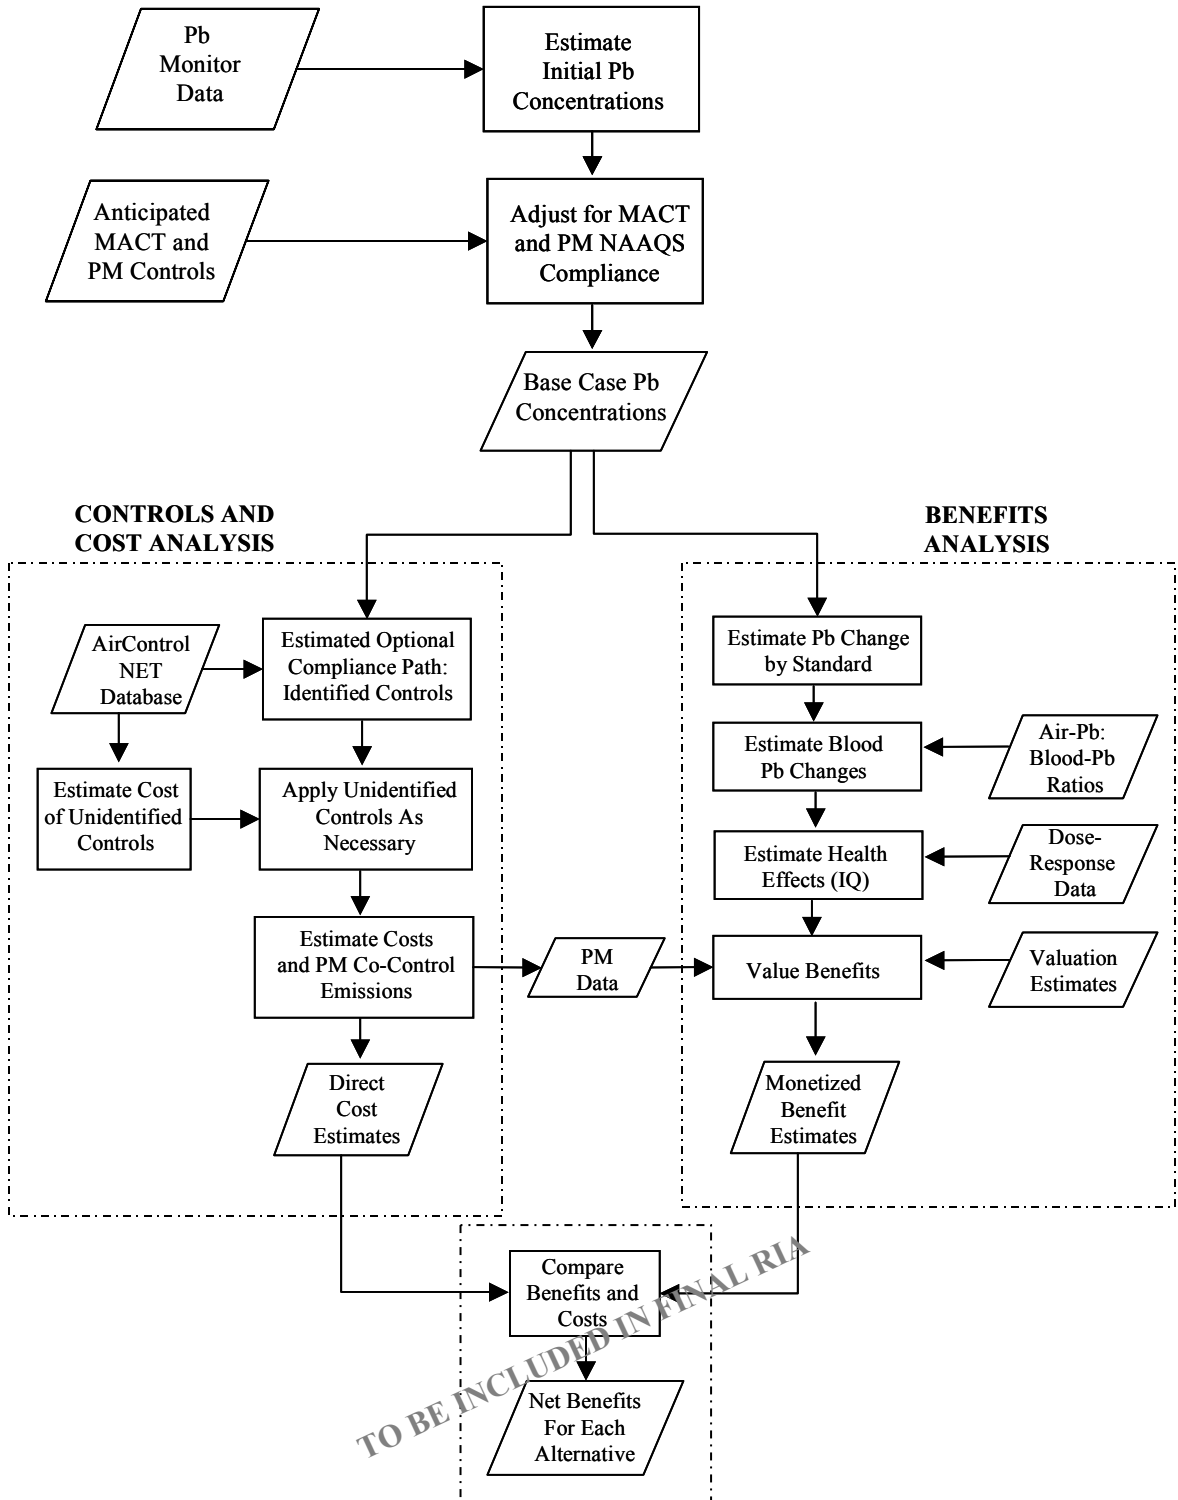 Pb
Monitor
Data
Estimate
Initial Pb
Concentrations
Anticipated
MACT and
PM Controls
Adjust for MACT
and PM NAAQS
Compliance
Base Case Pb
Concentrations
CONTROLS AND
COST ANALYSIS
BENEFITS
ANALYSIS
AirControl
NET
Database
Estimated Optional
Compliance Path:
Identified Controls
Estimate Cost
of Unidentified
Controls
Apply Unidentified
Controls As
Necessary
Estimate Costs
and PM Co-Control
Emissions
PM
Data
Direct
Cost
Estimates
Estimate Pb Change
by Standard
Estimate Blood
Pb Changes
Air-Pb:
Blood-Pb
Ratios
Estimate Health
Effects (IQ)
Dose-
Response
Data
Value Benefits
Valuation
Estimates
Monetized
Benefit
Estimates
Compare
Benefits and
Costs
TO BE INCLUDED IN FINAL RIA
Net Benefits
For Each
Alternative